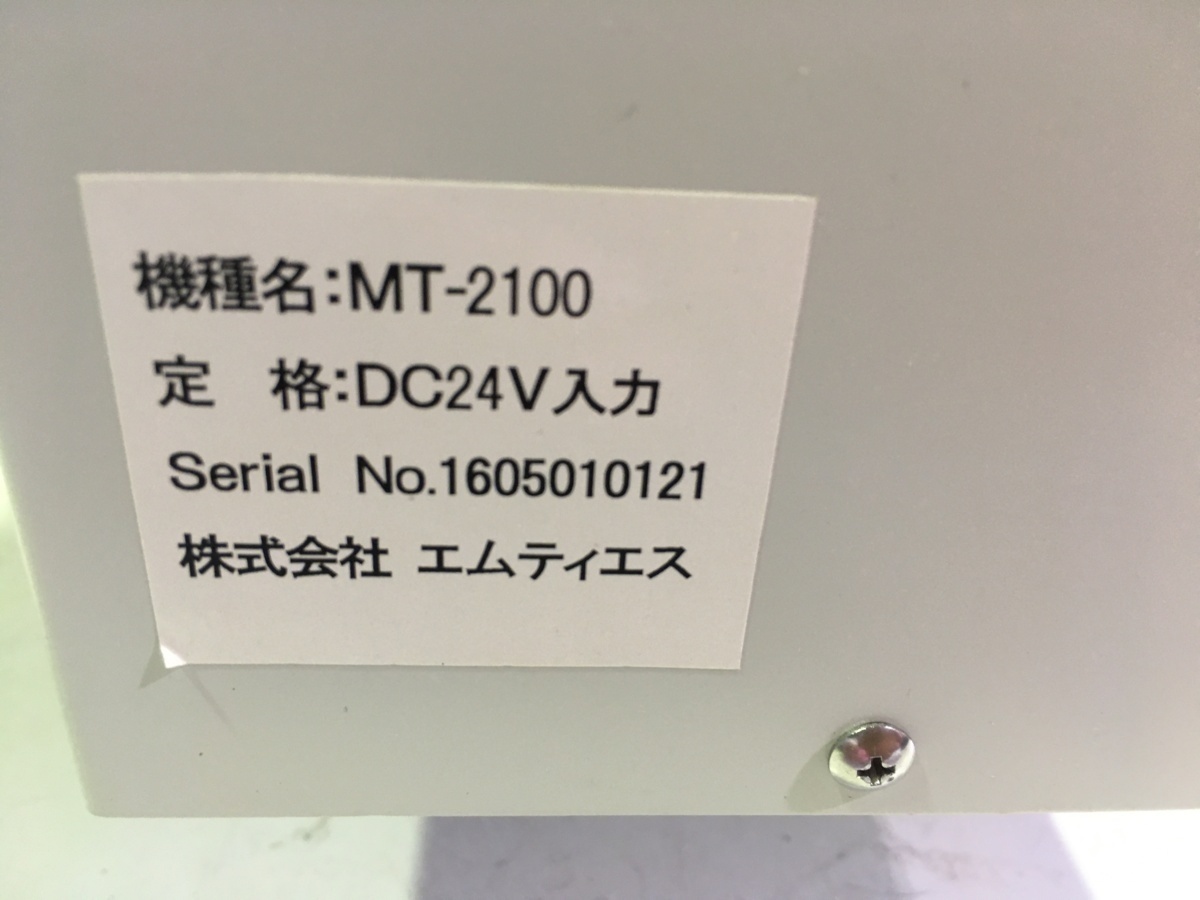 機種名:MT-2100
定　格:DC24V入力
Serial No.1605010121
株式会社 エムティエス